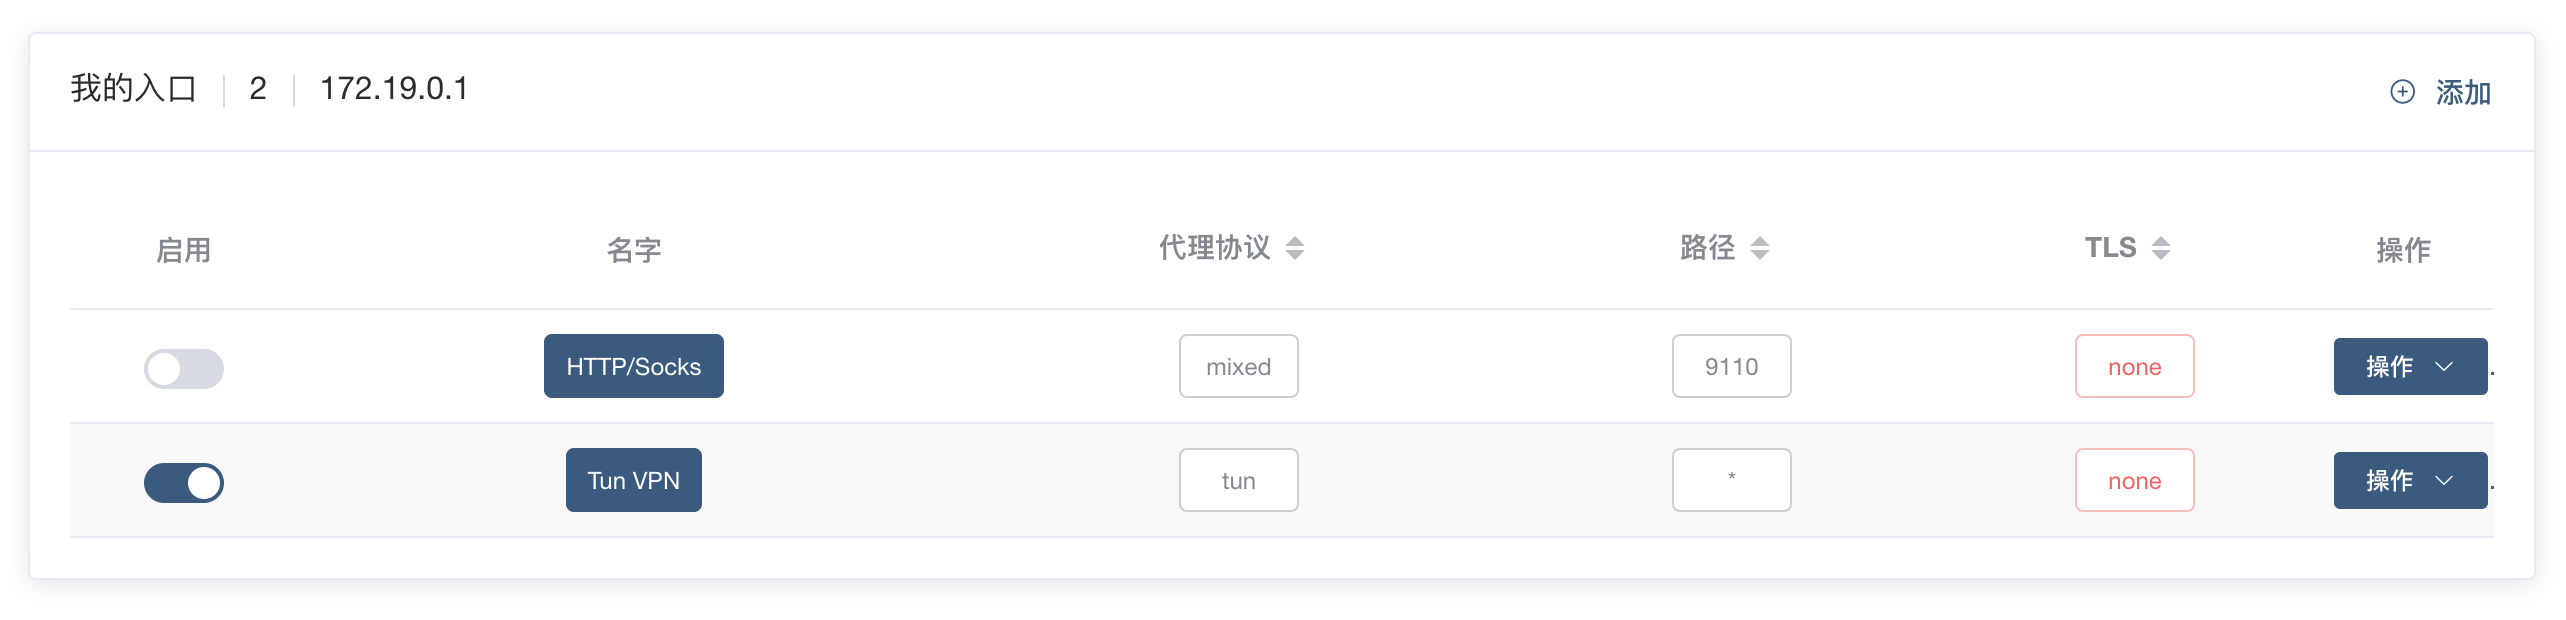 我的入口 2 172.19.0.1 添加
启用 名字 代理协议 路径 TLS 操作
HTTP/Socks mixed 9110 none 操作 .
Tun VPN tun * none 操作 .